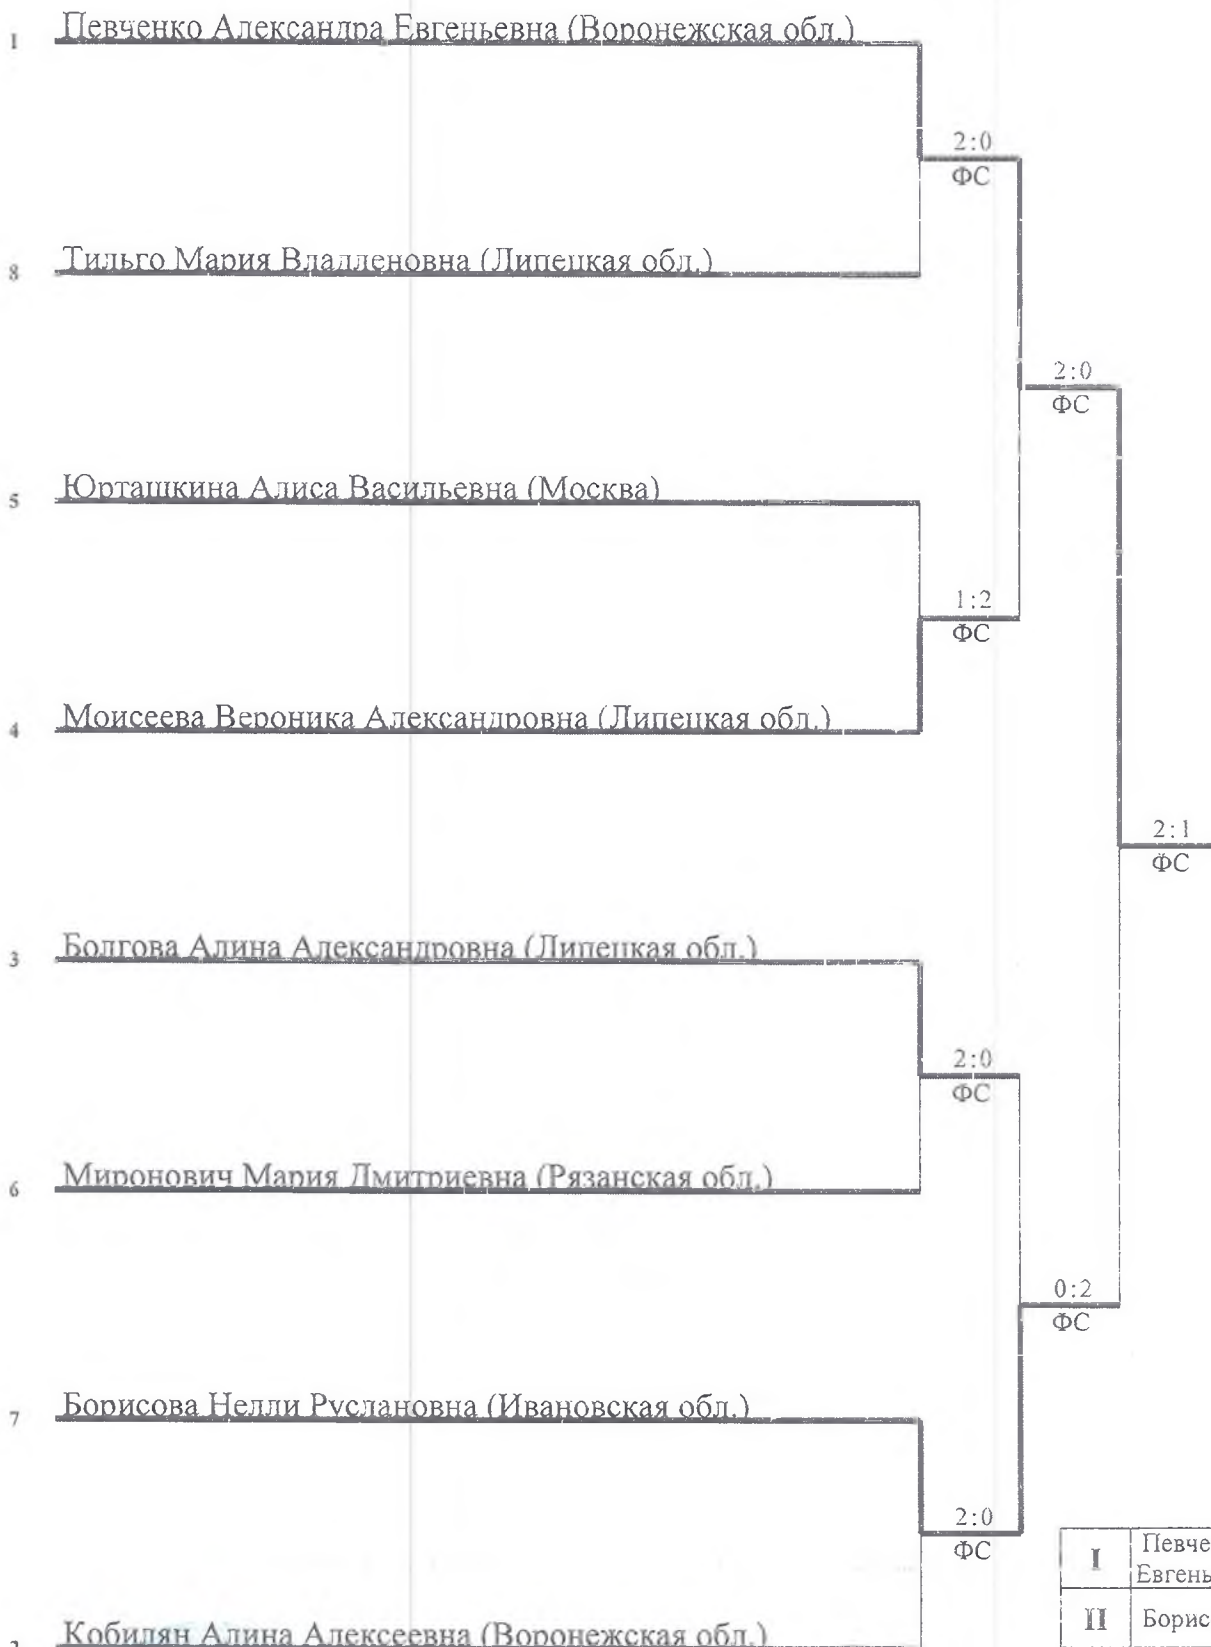 1 Певченко Александра Евгеньевна (Воронежская обл.)
2:0
ФС
8 Тильго Мария Владленовна (Липецкая обл.)
2:0
ФС
5 Юрташкина Алиса Васильевна (Москва)
1:2
ФС
4 Моисеева Вероника Александровна (Липецкая обл.)
2:1
ФС
3 Болгова Алина Александровна (Липецкая обл.)
2:0
ФС
6 Миронович Мария Дмитриевна (Рязанская обл.)
0:2
ФС
7 Борисова Нелли Руслановна (Ивановская обл.)
2:0
ФС
I Певче
Евгень
II Борис
Кобилян Алина Алексеевна (Воронежская обл.)